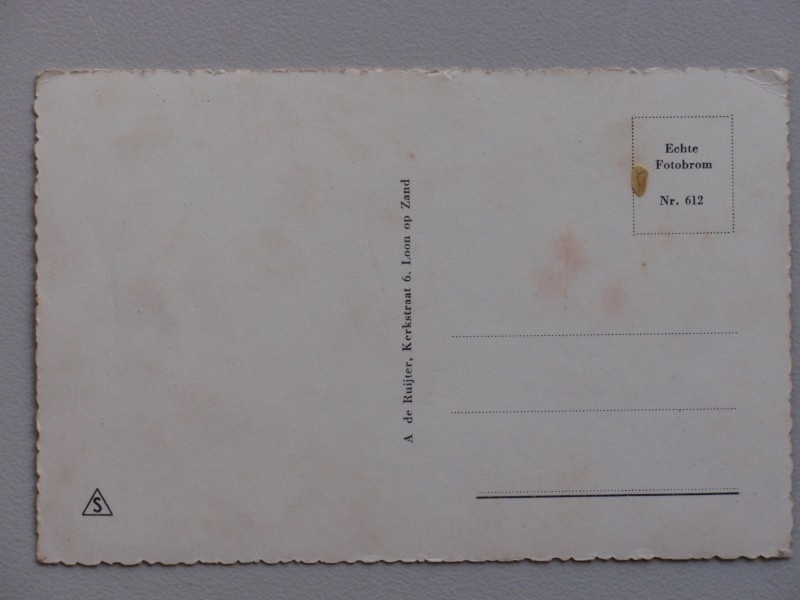 Echte
Fotobrom
Nr. 612
A de Ruijter, Kerkstraat 6. Loon op Zand
S